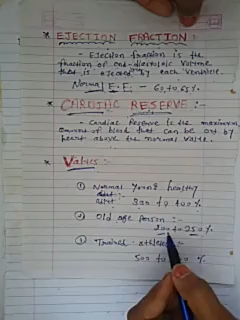 * EJECTION FRACTION :-
- Ejection fraction is the
fraction of end-diastolic volume
that is ejected by each ventricle.
Normal E.F. - 60 to 65 %
* CARDIAC RESERVE :-
- Cardiac Reserve is the maximum
amount of blood that can be ... by
heart above the normal value.
* Values :-
① Normal young healthy
adult 300 to 400 %
② Old age person :-
200 to 250 %
③ Trained athletes :-
500 to %